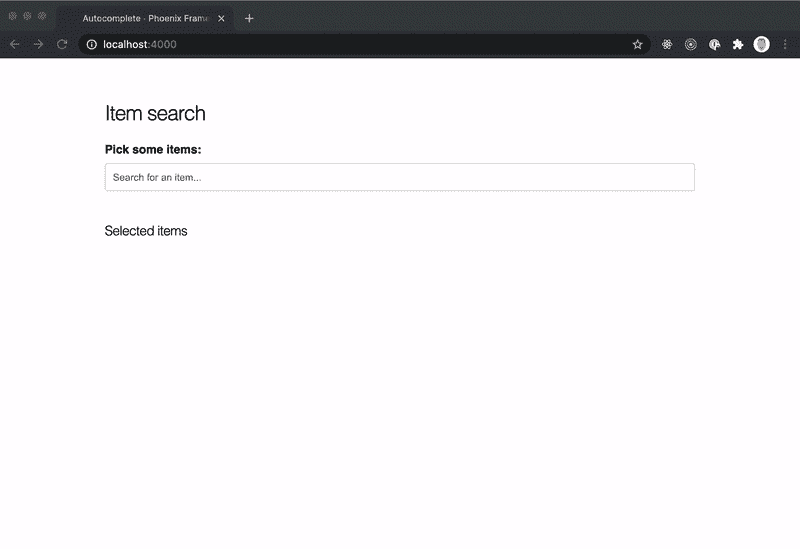 Autocomplete · Phoenix Frame
localhost:4000
Item search
Pick some items:
Search for an item...
Selected items